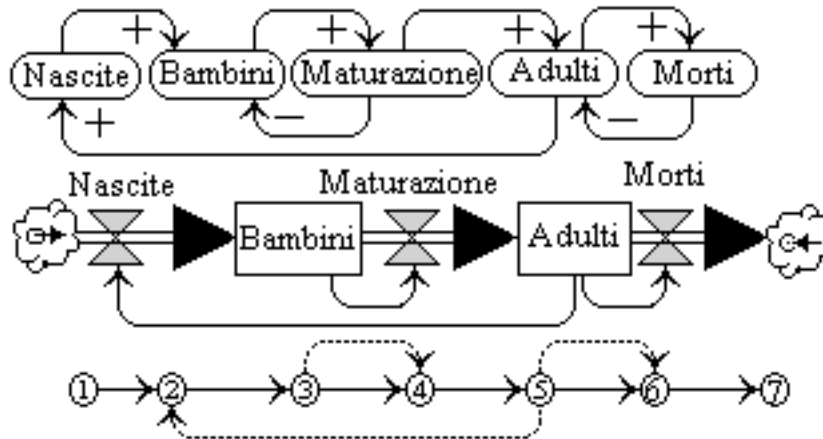 + + + + +
Nascite Bambini Maturazione Adulti Morti
+ − −
Nascite Maturazione Morti
Bambini Adulti
1 2 3 4 5 6 7